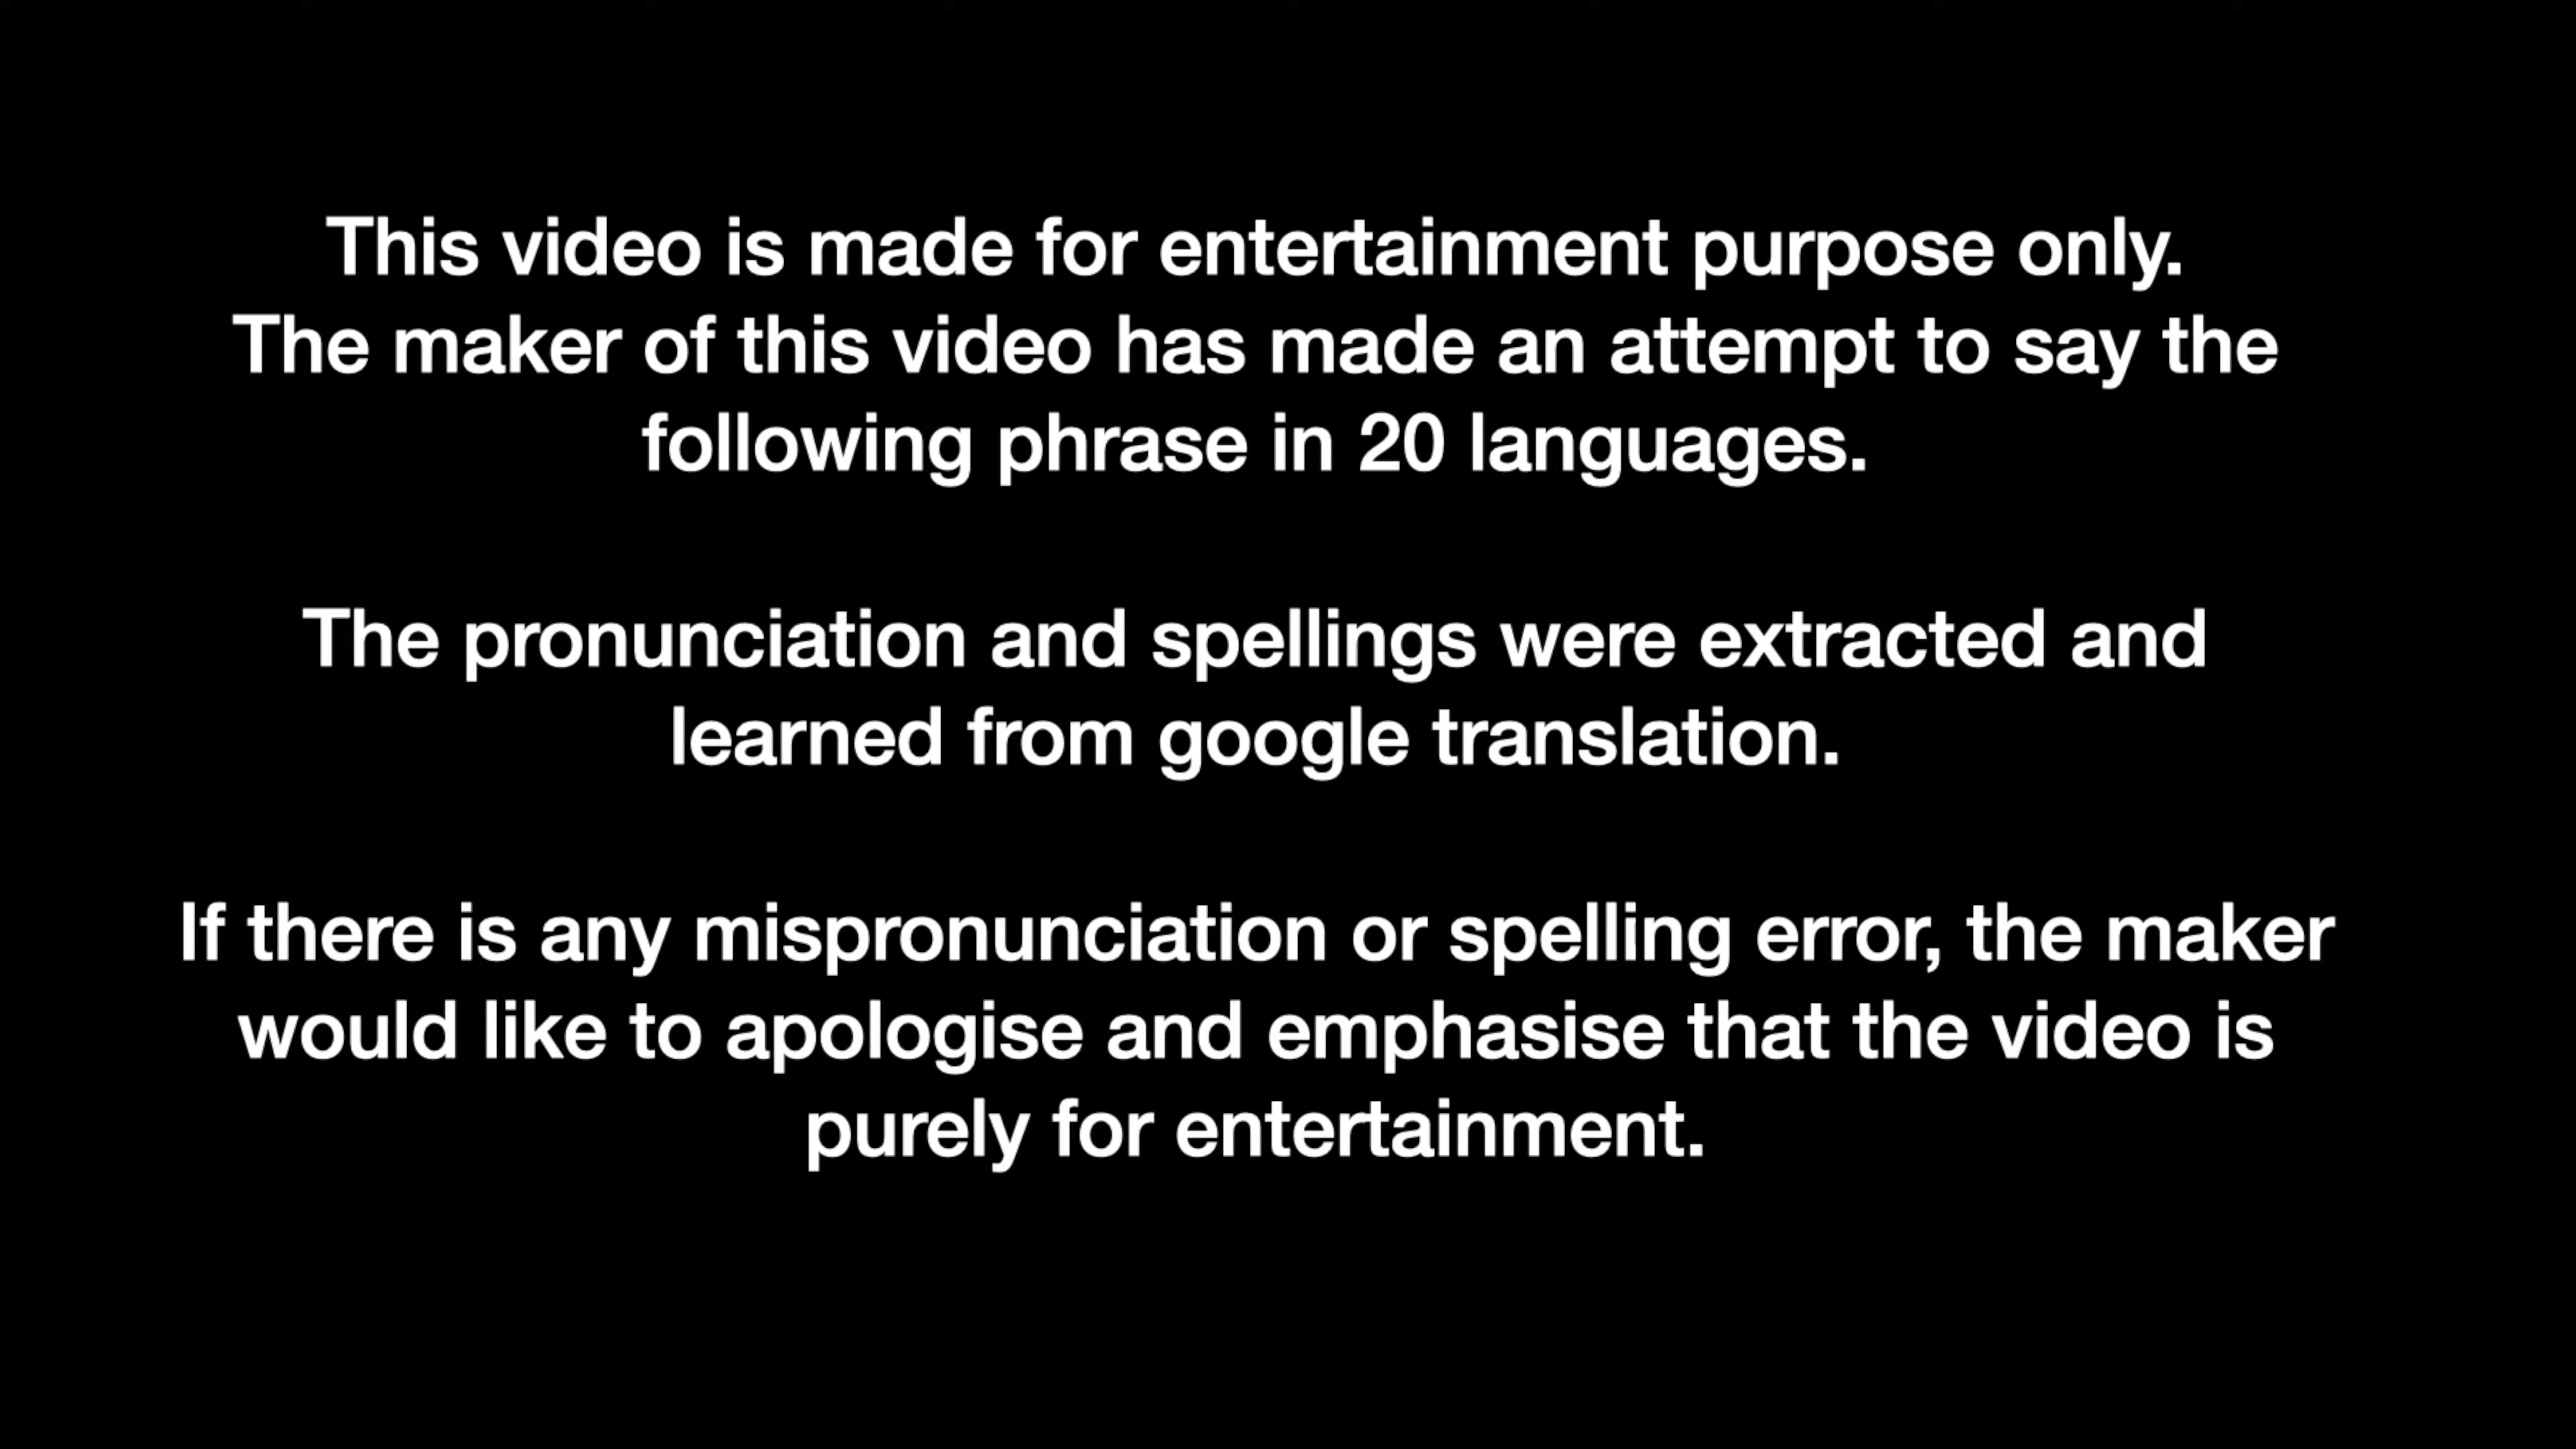 This video is made for entertainment purpose only.
The maker of this video has made an attempt to say the
following phrase in 20 languages.
The pronunciation and spellings were extracted and
learned from google translation.
If there is any mispronunciation or spelling error, the maker
would like to apologise and emphasise that the video is
purely for entertainment.